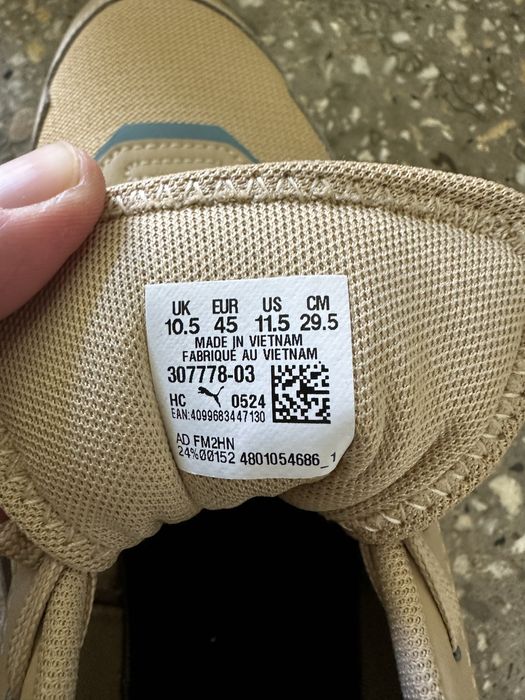 UK EUR US CM
10.5 45 11.5 29.5
MADE IN VIETNAM
FABRIQUÉ AU VIETNAM
307778-03
HC 0524
EAN:4099683447130
AD FM2HN
24%00152 4801054686_1